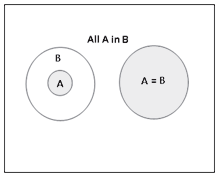 All A in B
B
A
A = B